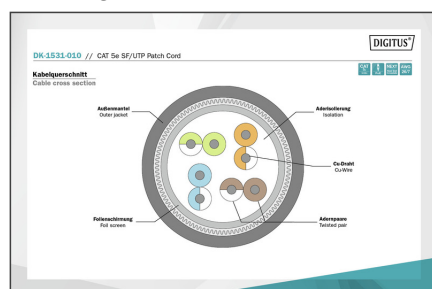 DIGITUS®
DK-1531-010 // CAT 5e SF/UTP Patch Cord
Kabelquerschnitt
Cable cross section
Außenmantel
Outer jacket
Aderisolierung
Isolation
Cu-Draht
Cu-Wire
Folienschirmung
Foil screen
Adernpaare
Twisted pair